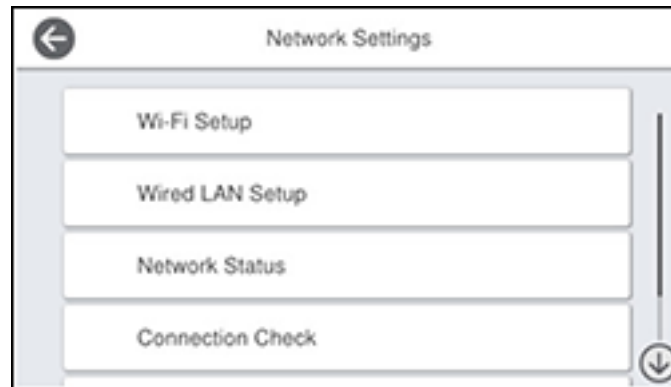 Network Settings
Wi-Fi Setup
Wired LAN Setup
Network Status
Connection Check